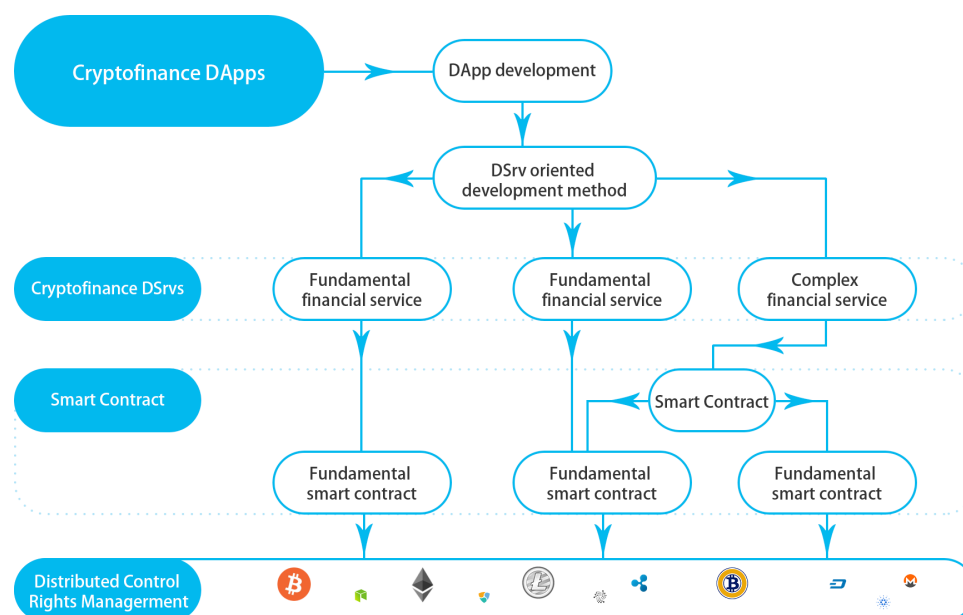 Cryptofinance DApps
DApp development
DSrv oriented
development method
Cryptofinance DSrvs
Fundamental
financial service
Fundamental
financial service
Complex
financial service
Smart Contract
Smart Contract
Fundamental
smart contract
Fundamental
smart contract
Fundamental
smart contract
Distributed Control
Rights Managerment